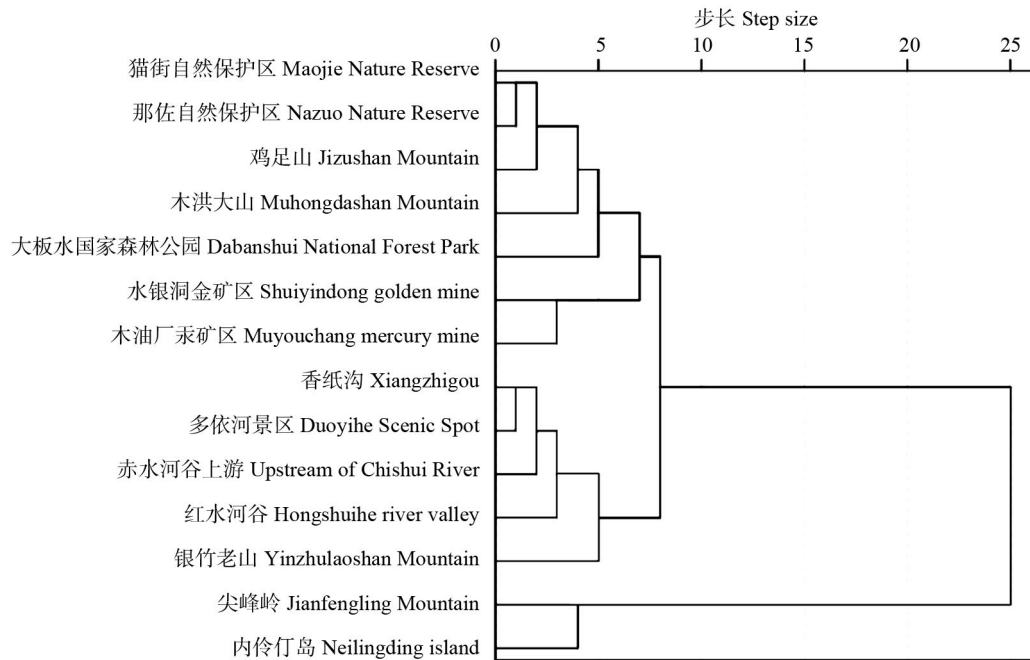 步长 Step size
0 5 10 15 20 25
猫街自然保护区 Maojie Nature Reserve
那佐自然保护区 Nazuo Nature Reserve
鸡足山 Jizushan Mountain
木洪大山 Muhongdashan Mountain
大板水国家森林公园 Dabanshui National Forest Park
水银洞金矿区 Shuiyindong golden mine
木油厂汞矿区 Muyouchang mercury mine
香纸沟 Xiangzhigou
多依河景区 Duoyihe Scenic Spot
赤水河谷上游 Upstream of Chishui River
红水河谷 Hongshuihe river valley
银竹老山 Yinzhulaoshan Mountain
尖峰岭 Jianfengling Mountain
内伶仃岛 Neilingding island